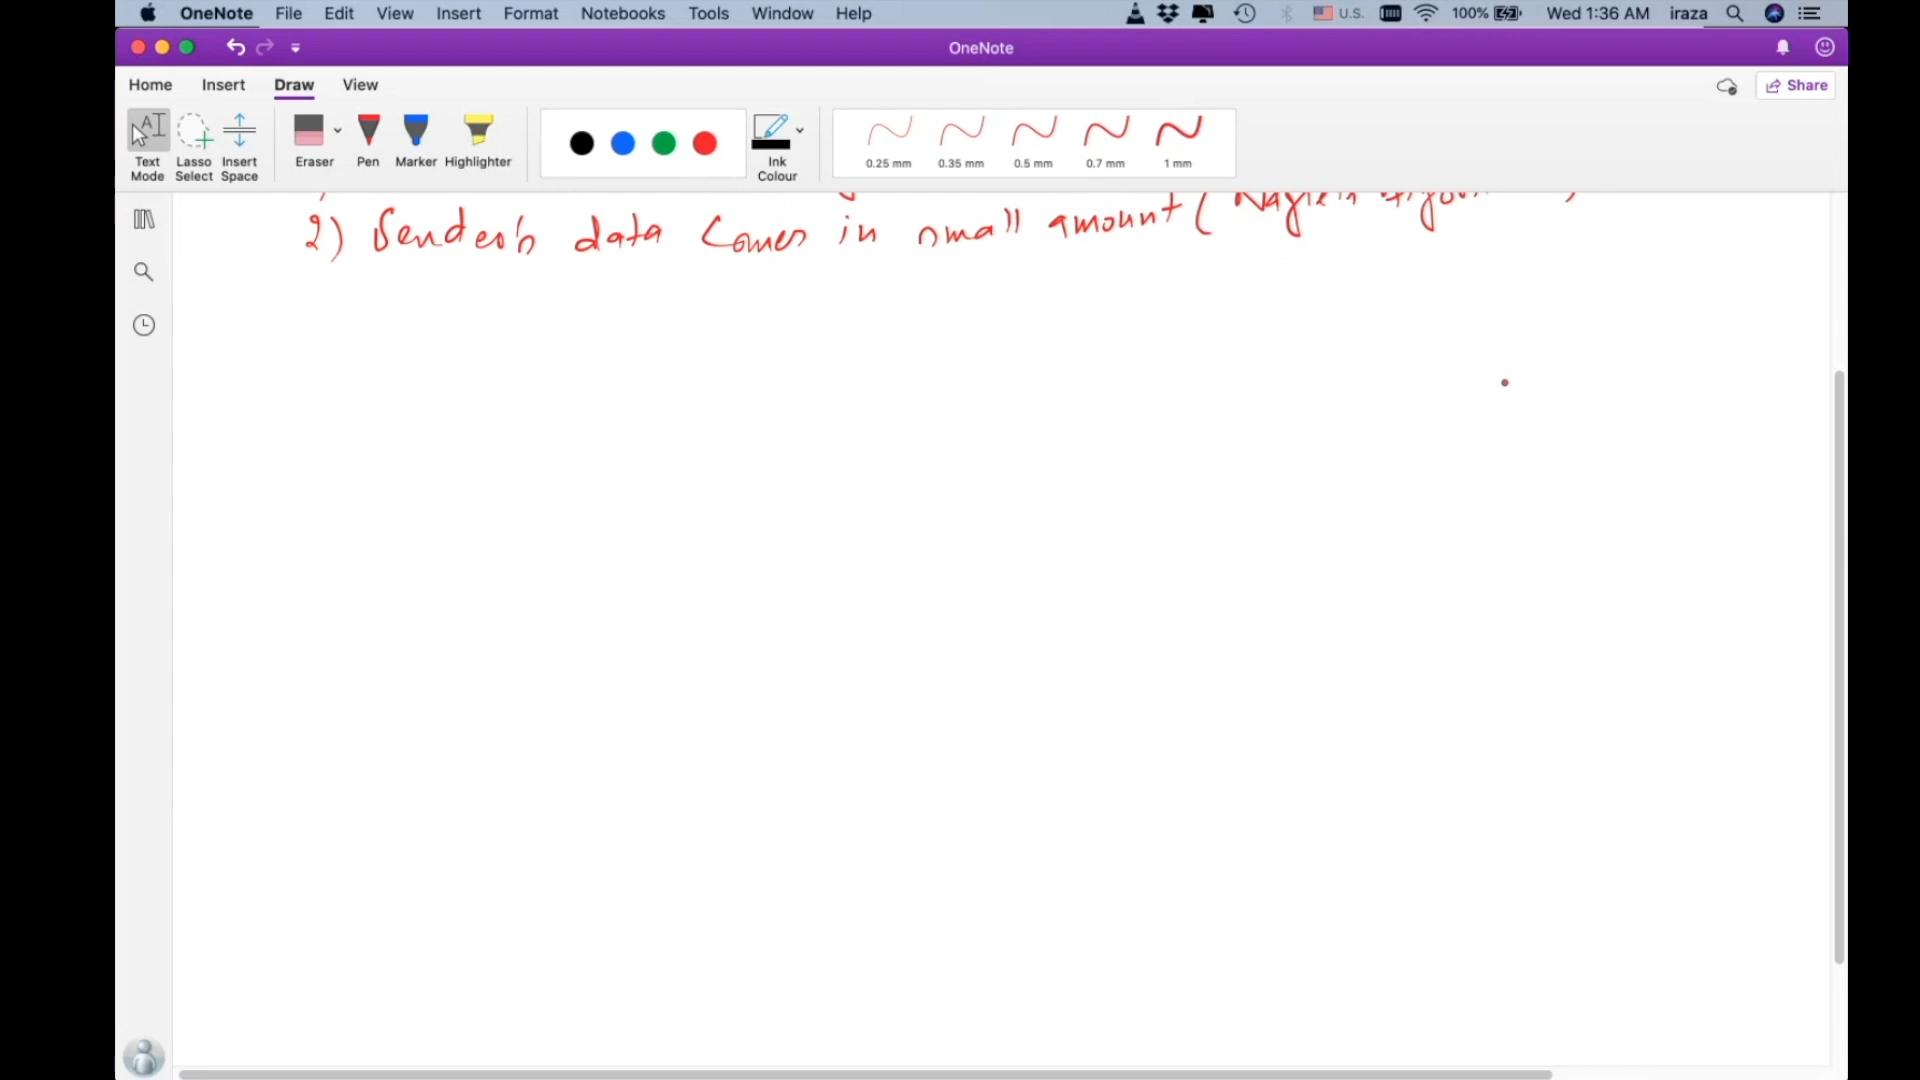 OneNote File Edit View Insert Format Notebooks Tools Window Help U.S. 100% Wed 1:36 AM iraza
OneNote
Home Insert Draw View Share
Text Mode Lasso Select Insert Space Eraser Pen Marker Highlighter Ink Colour 0.25 mm 0.35 mm 0.5 mm 0.7 mm 1 mm
2) Sender's data comes in small amount (